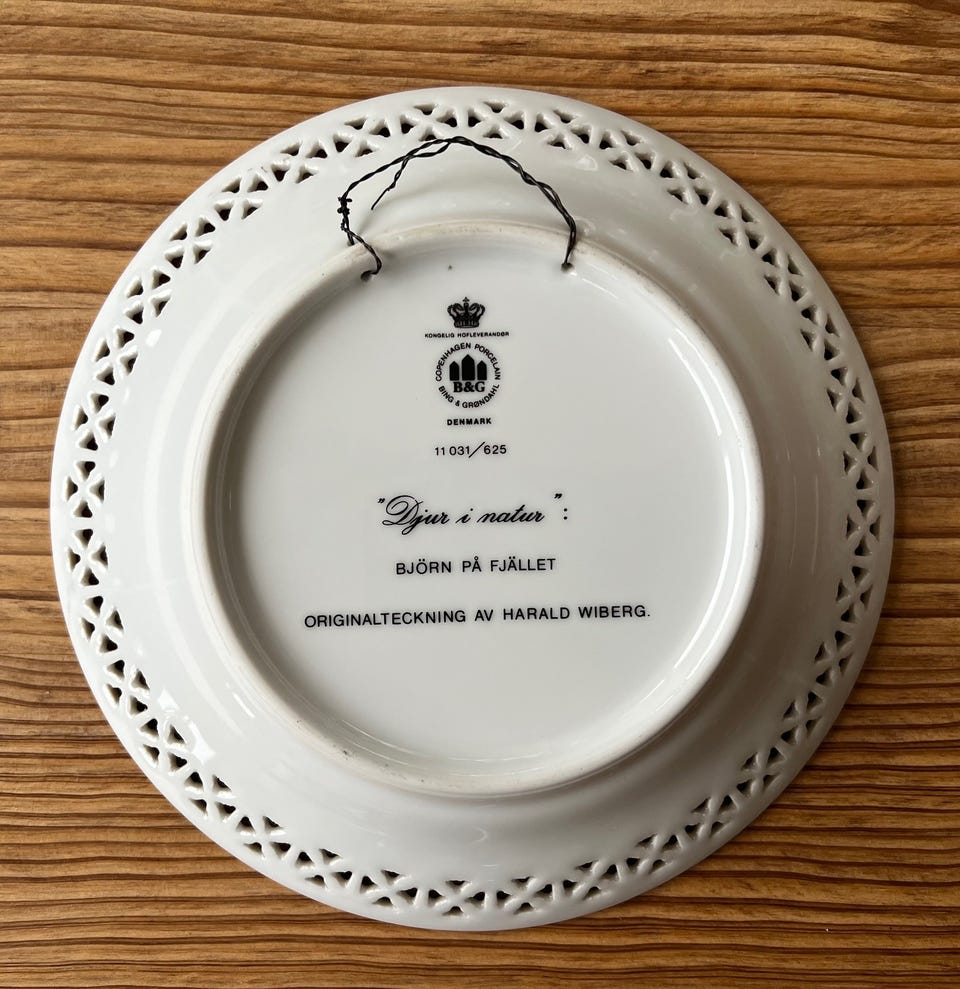 KONGELIG HOFLEVERANDØR
COPENHAGEN PORCELAIN
B&G
BING & GRØNDAHL
DENMARK
11 031/625
"Djur i natur":
BJÖRN PÅ FJÄLLET
ORIGINALTECKNING AV HARALD WIBERG.